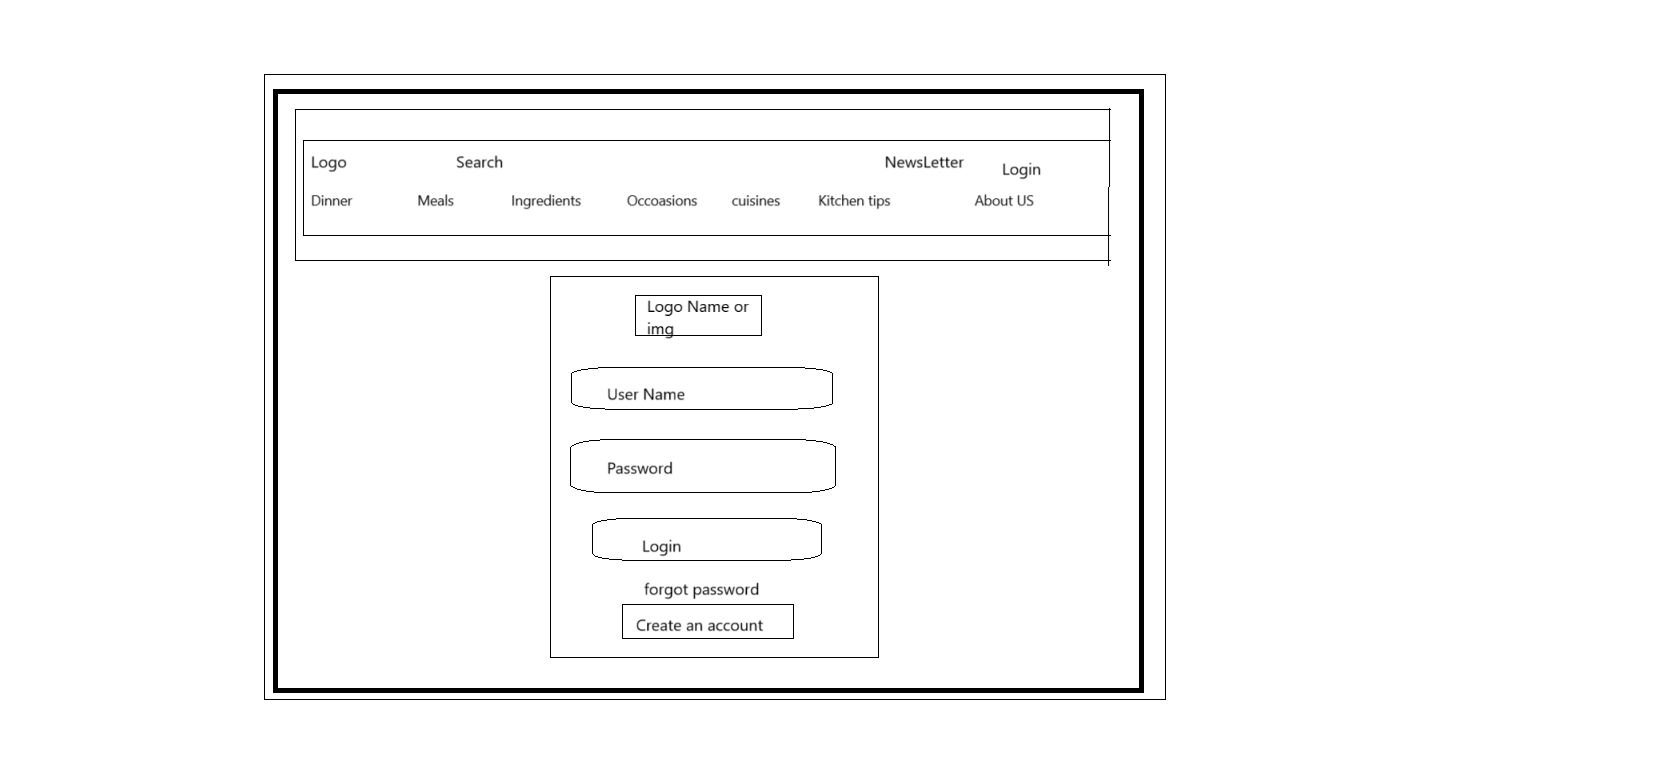 Logo Search NewsLetter Login
Dinner Meals Ingredients Occoasions cuisines Kitchen tips About US
Logo Name or
img
User Name
Password
Login
forgot password
Create an account